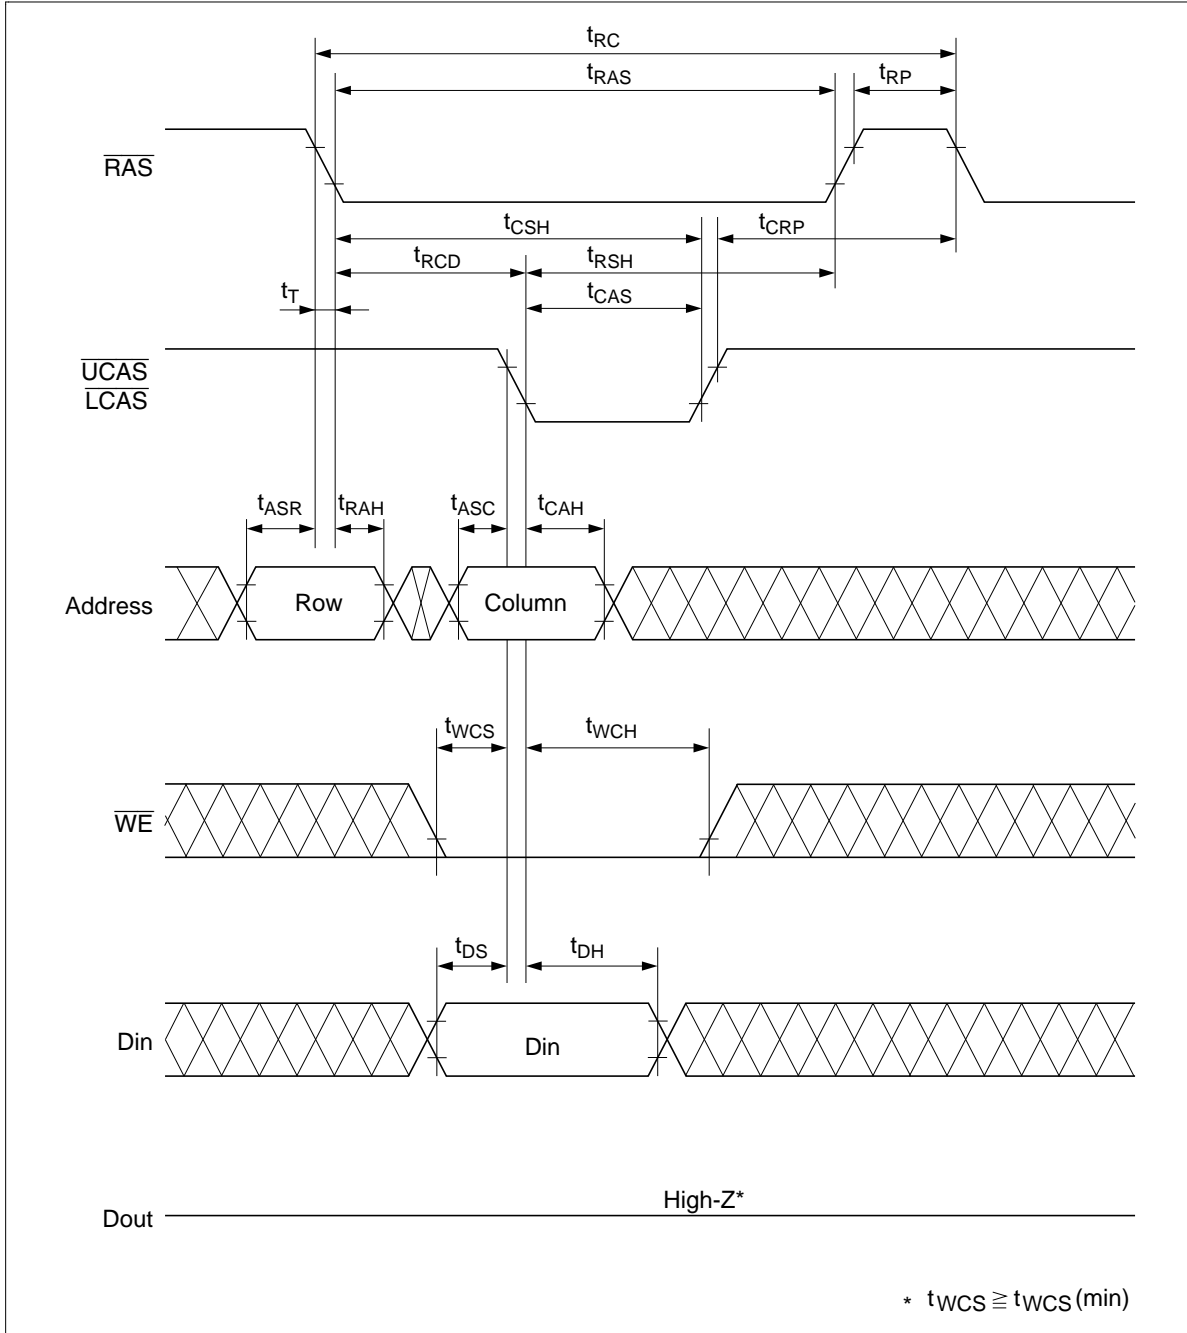 tRC
tRAS tRP
RAS
tCSH tCRP
tRCD tRSH
tT tCAS
UCAS
LCAS
tASR tRAH tASC tCAH
Address Row Column
tWCS tWCH
WE
tDS tDH
Din Din
High-Z*
Dout
* tWCS ≧ tWCS (min)